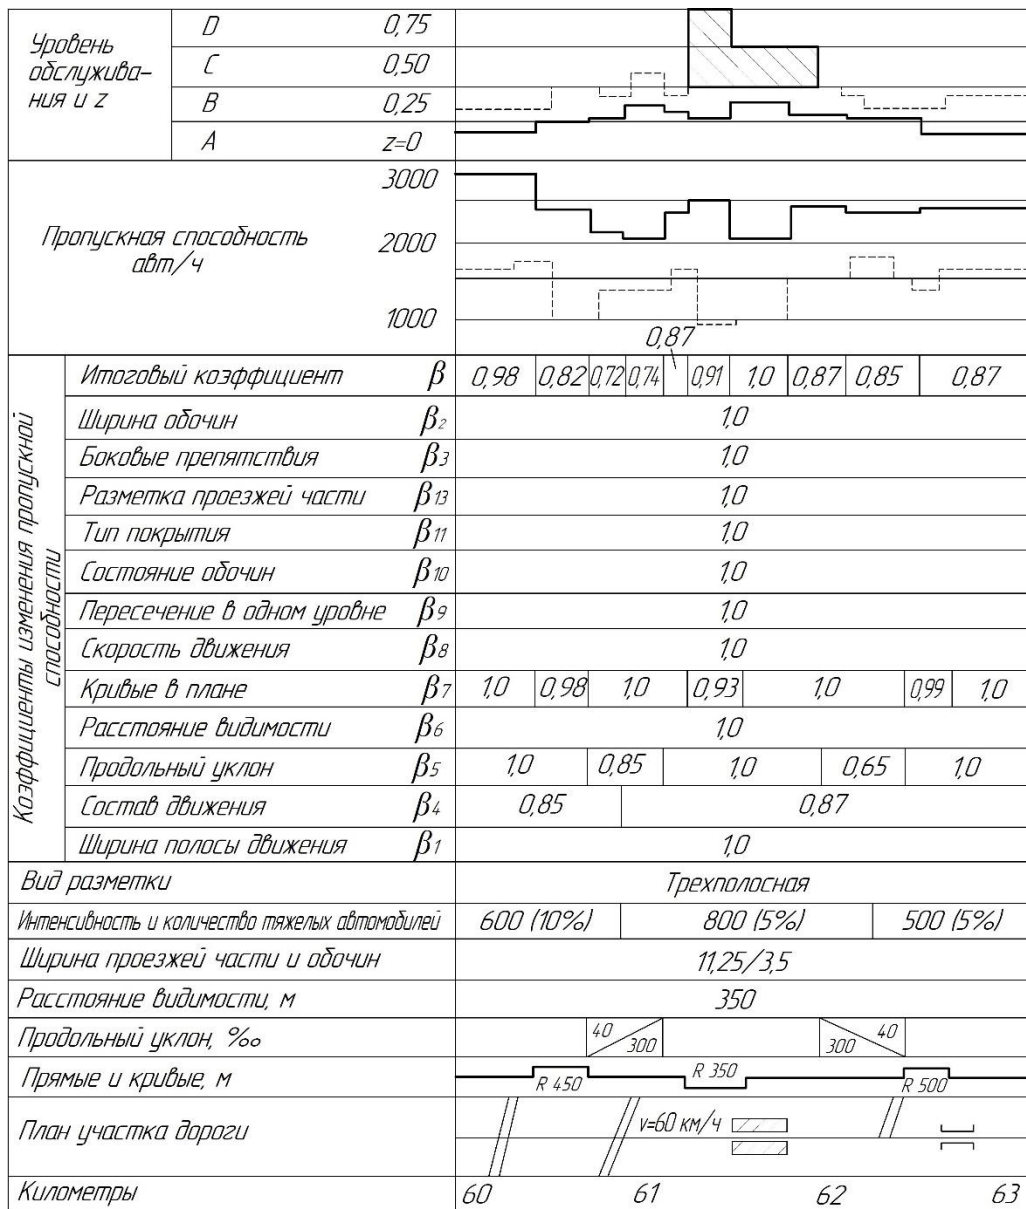 Уровень обслужива- ния и z
D 0,75
C 0,50
B 0,25
A z=0
Пропускная способность авт/ч
3000
2000
1000
0,87
Коэффициенты изменения пропускной способности
Итоговый коэффициент β 0,98 0,82 0,72 0,74 0,91 1,0 0,87 0,85 0,87
Ширина обочин β2 1,0
Боковые препятствия β3 1,0
Разметка проезжей части β13 1,0
Тип покрытия β11 1,0
Состояние обочин β10 1,0
Пересечение в одном уровне β9 1,0
Скорость движения β8 1,0
Кривые в плане β7 1,0 0,98 1,0 0,93 1,0 0,99 1,0
Расстояние видимости β6 1,0
Продольный уклон β5 1,0 0,85 1,0 0,65 1,0
Состав движения β4 0,85 0,87
Ширина полосы движения β1 1,0
Вид разметки Трехполосная
Интенсивность и количество тяжелых автомобилей 600 (10%) 800 (5%) 500 (5%)
Ширина проезжей части и обочин 11,25/3,5
Расстояние видимости, м 350
Продольный уклон, ‰ 40 300 300 40
Прямые и кривые, м R 450 R 350 R 500
План участка дороги v=60 км/ч
Километры 60 61 62 63